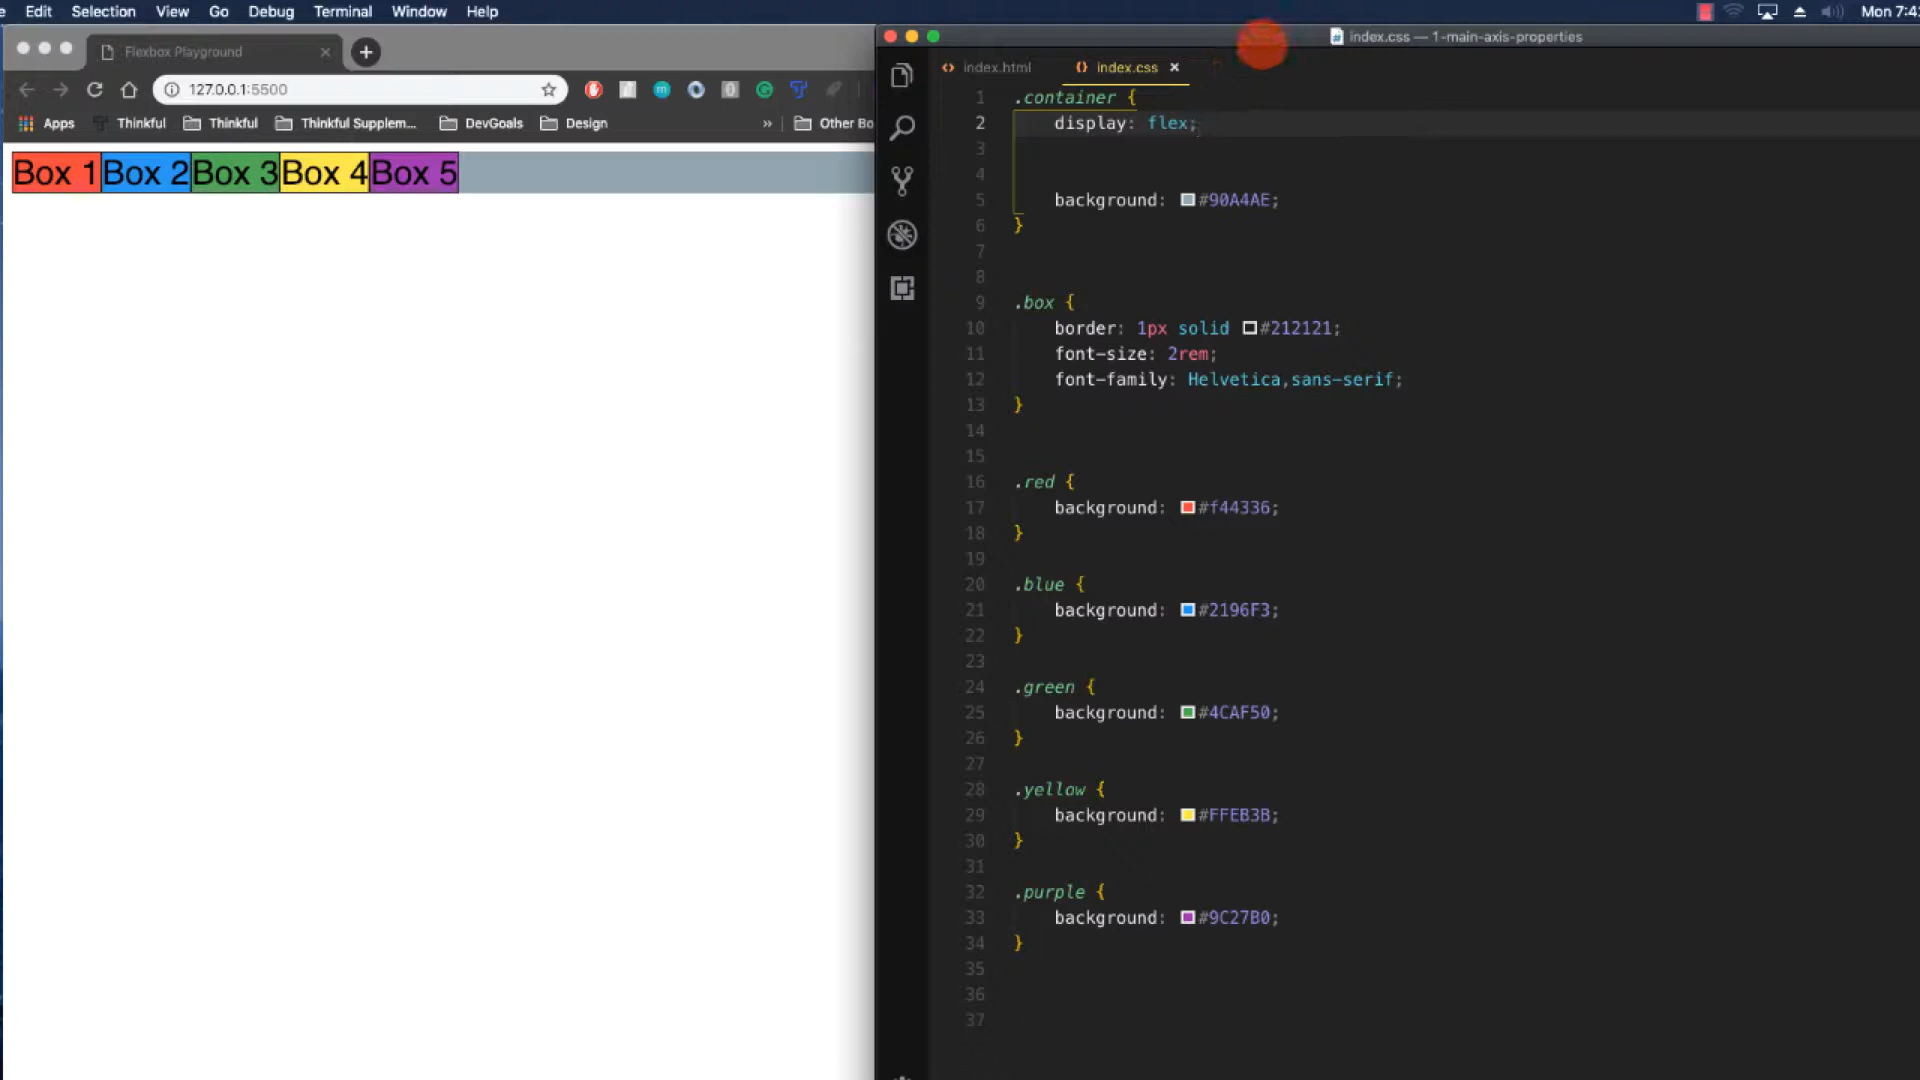 Edit Selection View Go Debug Terminal Window Help
Mon 7:4
Flexbox Playground
index.css — 1-main-axis-properties
127.0.0.1:5500
Apps Thinkful Thinkful Thinkful Supplem... DevGoals Design » Other Bo
Box 1 Box 2 Box 3 Box 4 Box 5
index.html index.css
1 .container {
2 display: flex;
3
4
5 background: #90A4AE;
6 }
7
8
9 .box {
10 border: 1px solid #212121;
11 font-size: 2rem;
12 font-family: Helvetica,sans-serif;
13 }
14
15
16 .red {
17 background: #f44336;
18 }
19
20 .blue {
21 background: #2196F3;
22 }
23
24 .green {
25 background: #4CAF50;
26 }
27
28 .yellow {
29 background: #FFEB3B;
30 }
31
32 .purple {
33 background: #9C27B0;
34 }
35
36
37